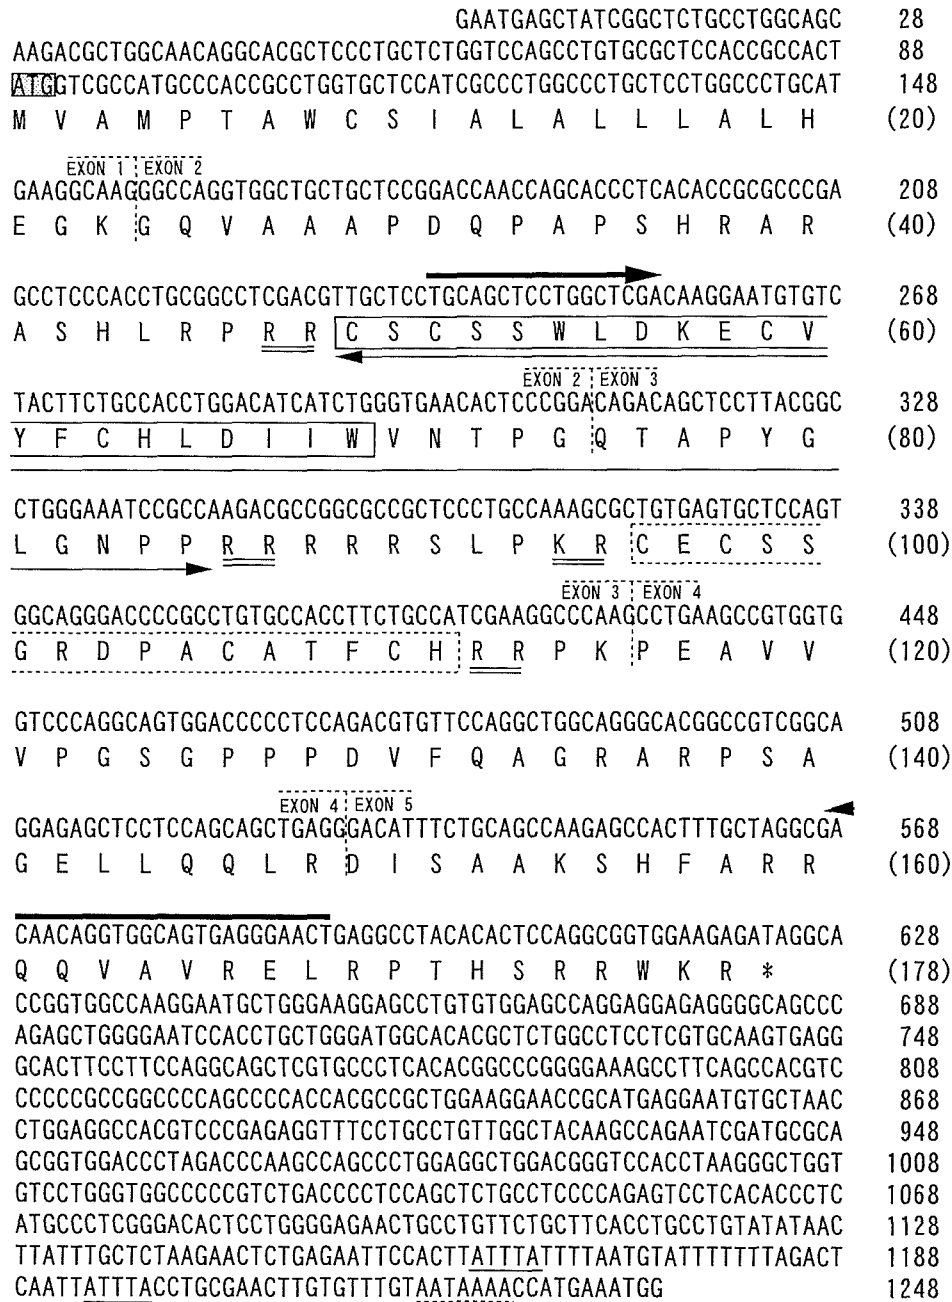 GAATGAGCTATCGGCTCTGCCTGGCAGC 28
AAGACGCTGGCAACAGGCACGCTCCCTGCTCTGGTCCAGCCTGTGCGCTCCACCGCCACT 88
ATGGTCGCCATGCCCACCGCCTGGTGCTCCATCGCCCTGGCCCTGCTCCTGGCCCTGCAT 148
M V A M P T A W C S I A L A L L L A L H (20)
EXON 1 EXON 2
GAAGGCAAGGGCCAGGTGGCTGCTGCTCCGGACCAACCAGCACCCTCACACCGCGCCCGA 208
E G K G Q V A A A P D Q P A P S H R A R (40)
GCCTCCCACCTGCGGCCTCGACGTTGCTCCTGCAGCTCCTGGCTCGACAAGGAATGTGTC 268
A S H L R P R R C S C S S W L D K E C V (60)
EXON 2 EXON 3
TACTTCTGCCACCTGGACATCATCTGGGTGAACACTCCCGGACAGACAGCTCCTTACGGC 328
Y F C H L D I I W V N T P G Q T A P Y G (80)
CTGGGAAATCCGCCAAGACGCCGGCGCCGCTCCCTGCCAAAGCGCTGTGAGTGCTCCAGT 338
L G N P P R R R R R S L P K R C E C S S (100)
EXON 3 EXON 4
GGCAGGGACCCCGCCTGTGCCACCTTCTGCCATCGAAGGCCCAAGCCTGAAGCCGTGGTG 448
G R D P A C A T F C H R R P K P E A V V (120)
GTCCCAGGCAGTGGACCCCCTCCAGACGTGTTCCAGGCTGGCAGGGCACGGCCGTCGGCA 508
V P G S G P P P D V F Q A G R A R P S A (140)
EXON 4 EXON 5
GGAGAGCTCCTCCAGCAGCTGAGGGACATTTCTGCAGCCAAGAGCCACTTTGCTAGGCGA 568
G E L L Q Q L R D I S A A K S H F A R R (160)
CAACAGGTGGCAGTGAGGGAACTGAGGCCTACACACTCCAGGCGGTGGAAGAGATAGGCA 628
Q Q V A V R E L R P T H S R R W K R * (178)
CCGGTGGCCAAGGAATGCTGGGAAGGAGCCTGTGTGGAGCCAGGAGGAGAGGGGCAGCCC 688
AGAGCTGGGGAATCCACCTGCTGGGATGGCACACGCTCTGGCCTCCTCGTGCAAGTGAGG 748
GCACTTCCTTCCAGGCAGCTCGTGCCCTCACACGGCCCGGGGAAAGCCTTCAGCCACGTC 808
CCCCCGCCGGCCCCAGCCCCACCACGCCGCTGGAAGGAACCGCATGAGGAATGTGCTAAC 868
CTGGAGGCCACGTCCCGAGAGGTTTCCTGCCTGTTGGCTACAAGCCAGAATCGATGCGCA 948
GCGGTGGACCCTAGACCCAAGCCAGCCCTGGAGGCTGGACGGGTCCACCTAAGGGCTGGT 1008
GTCCTGGGTGGCCCCCGTCTGACCCCTCCAGCTCTGCCTCCCCAGAGTCCTCACACCCTC 1068
ATGCCCTCGGGACACTCCTGGGGAGAACTGCCTGTTCTGCTTCACCTGCCTGTATATAAC 1128
TTATTTGCTCTAAGAACTCTGAGAATTCCACTTATTTATTTTAATGTATTTTTTTAGACT 1188
CAATTATTTACCTGCGAACTTGTGTTTGTAATAAAACCATGAAATGG 1248